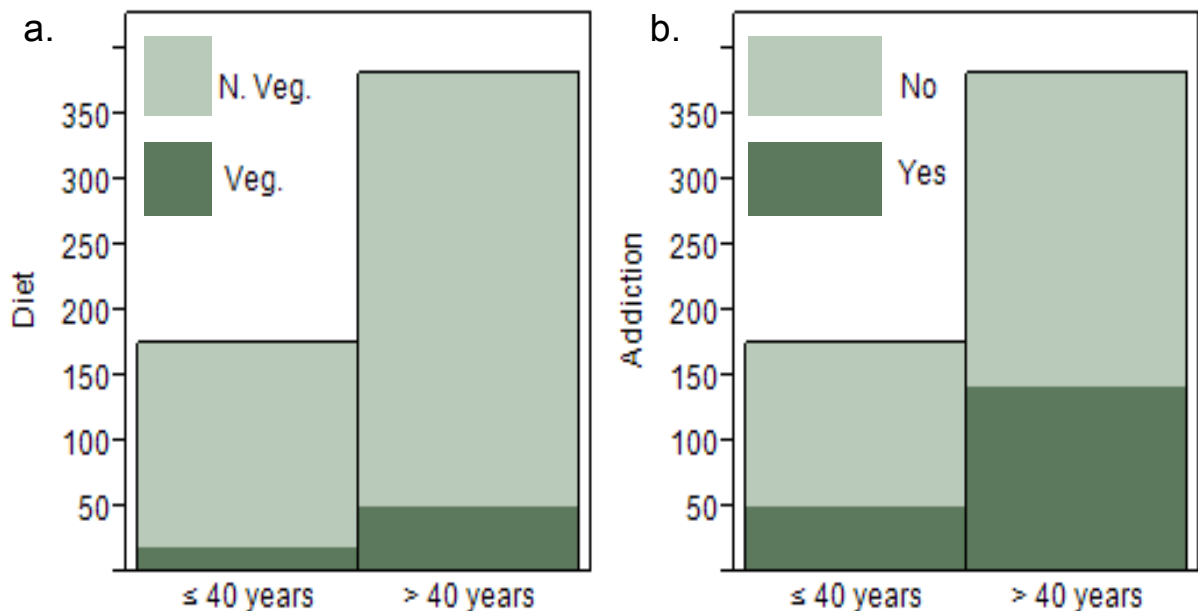 a.
N. Veg.
Veg.
350
300
250
200
150
100
50
Diet
≤ 40 years
> 40 years
b.
No
Yes
350
300
250
200
150
100
50
Addiction
≤ 40 years
> 40 years